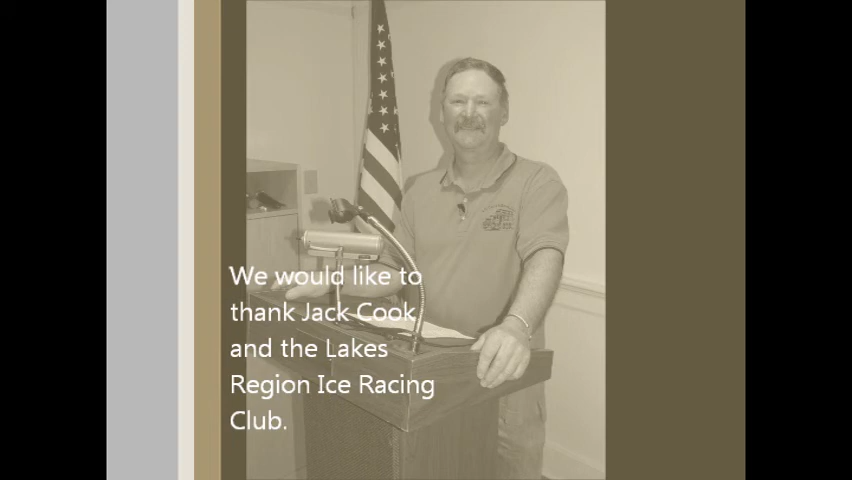 We would like to
thank Jack Cook
and the Lakes
Region Ice Racing
Club.